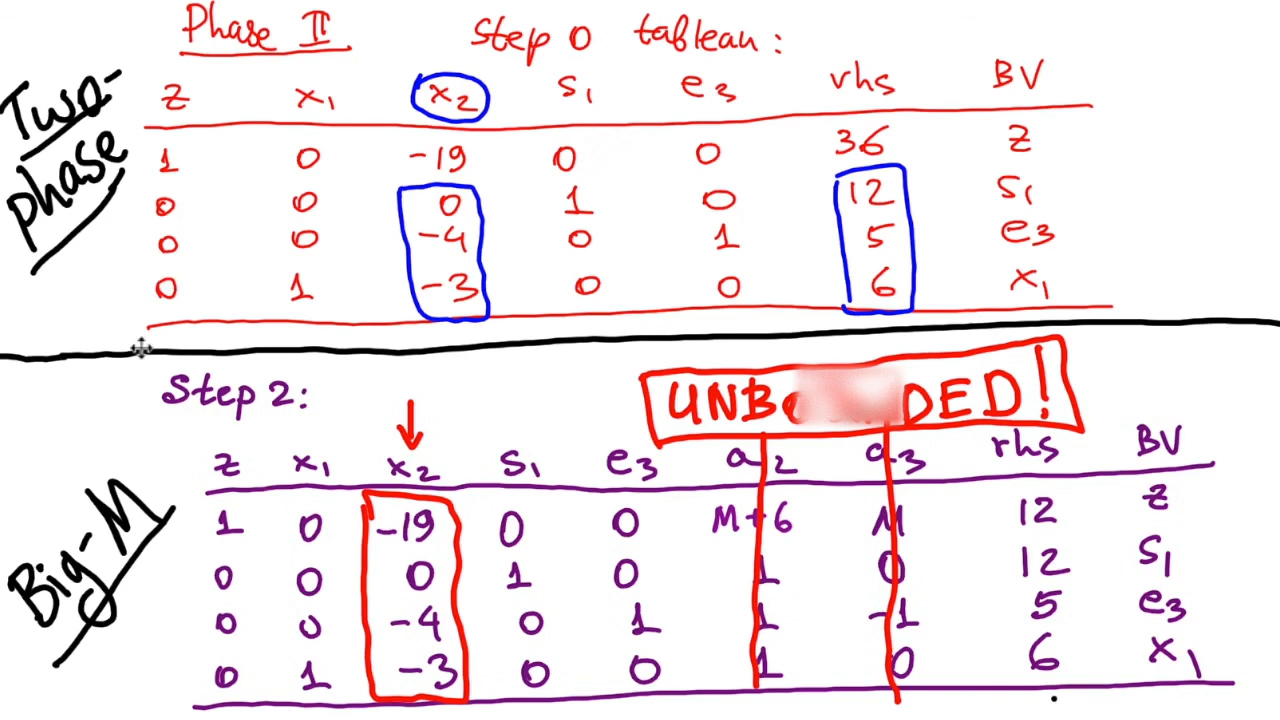 Two-phase
Phase II Step 0 tableau:
z x₁ x₂ s₁ e₃ rhs BV
1 0 -19 0 0 36 z
0 0 0 1 0 12 s₁
0 0 -4 0 1 5 e₃
0 1 -3 0 0 6 x₁
Big-M
Step 2:
z x₁ x₂ s₁ e₃ a₂ a₃ rhs BV
1 0 -19 0 0 M+6 M 12 z
0 0 0 1 0 1 0 12 s₁
0 0 -4 0 1 1 -1 5 e₃
0 1 -3 0 0 1 0 6 x₁